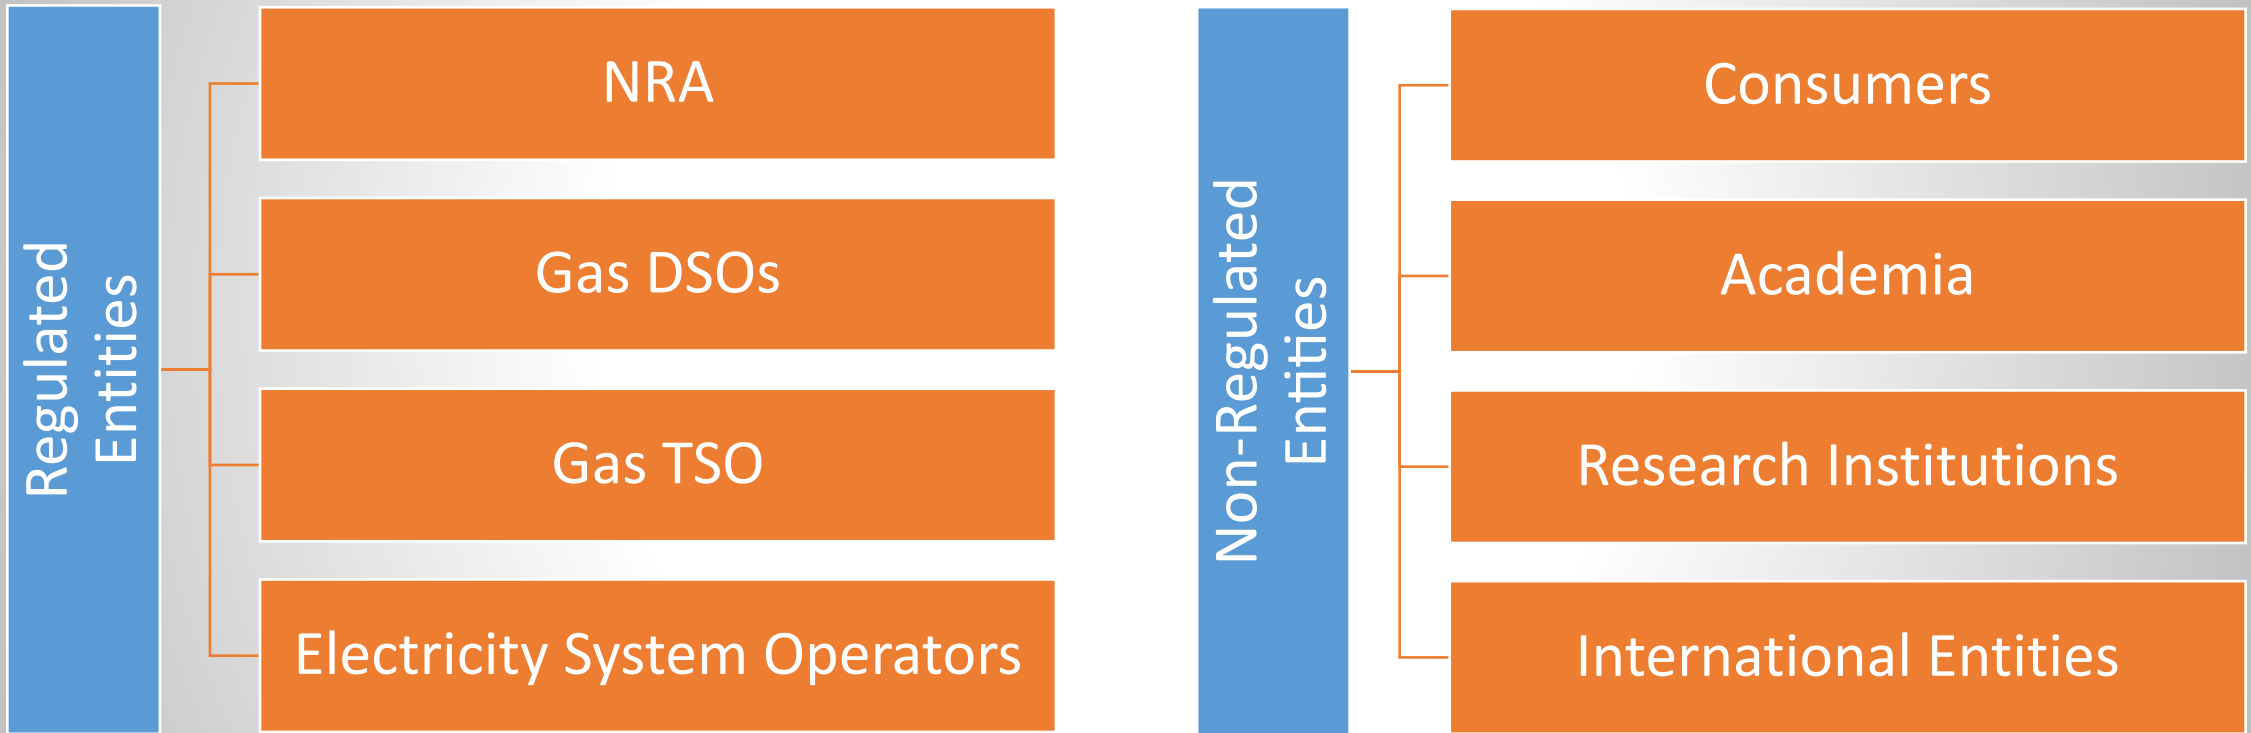 Regulated
Entities
NRA
Gas DSOs
Gas TSO
Electricity System Operators
Non-Regulated
Entities
Consumers
Academia
Research Institutions
International Entities